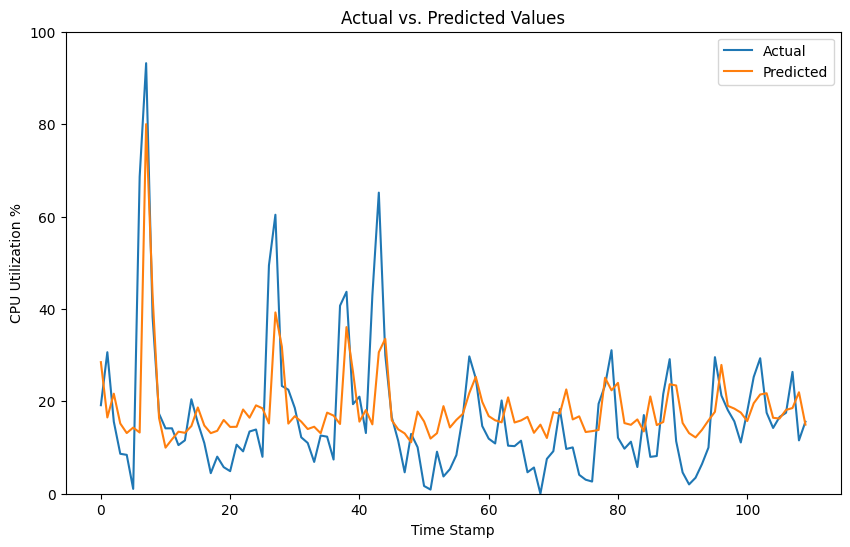 Actual vs. Predicted Values
Actual
Predicted
CPU Utilization %
100
80
60
40
20
0
0 20 40 60 80 100
Time Stamp